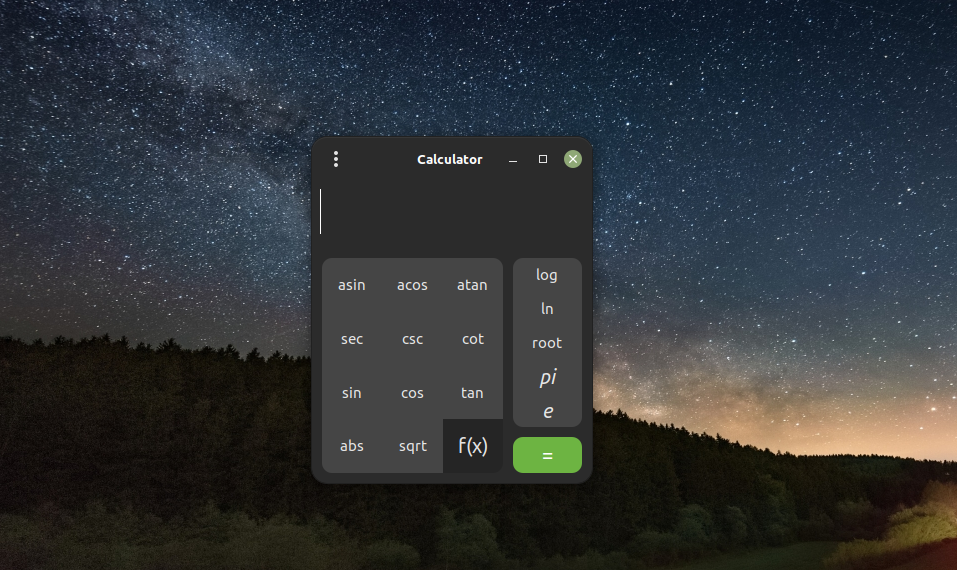 Calculator
asin acos atan
sec csc cot
sin cos tan
abs sqrt f(x)
log
ln
root
pi
e
=